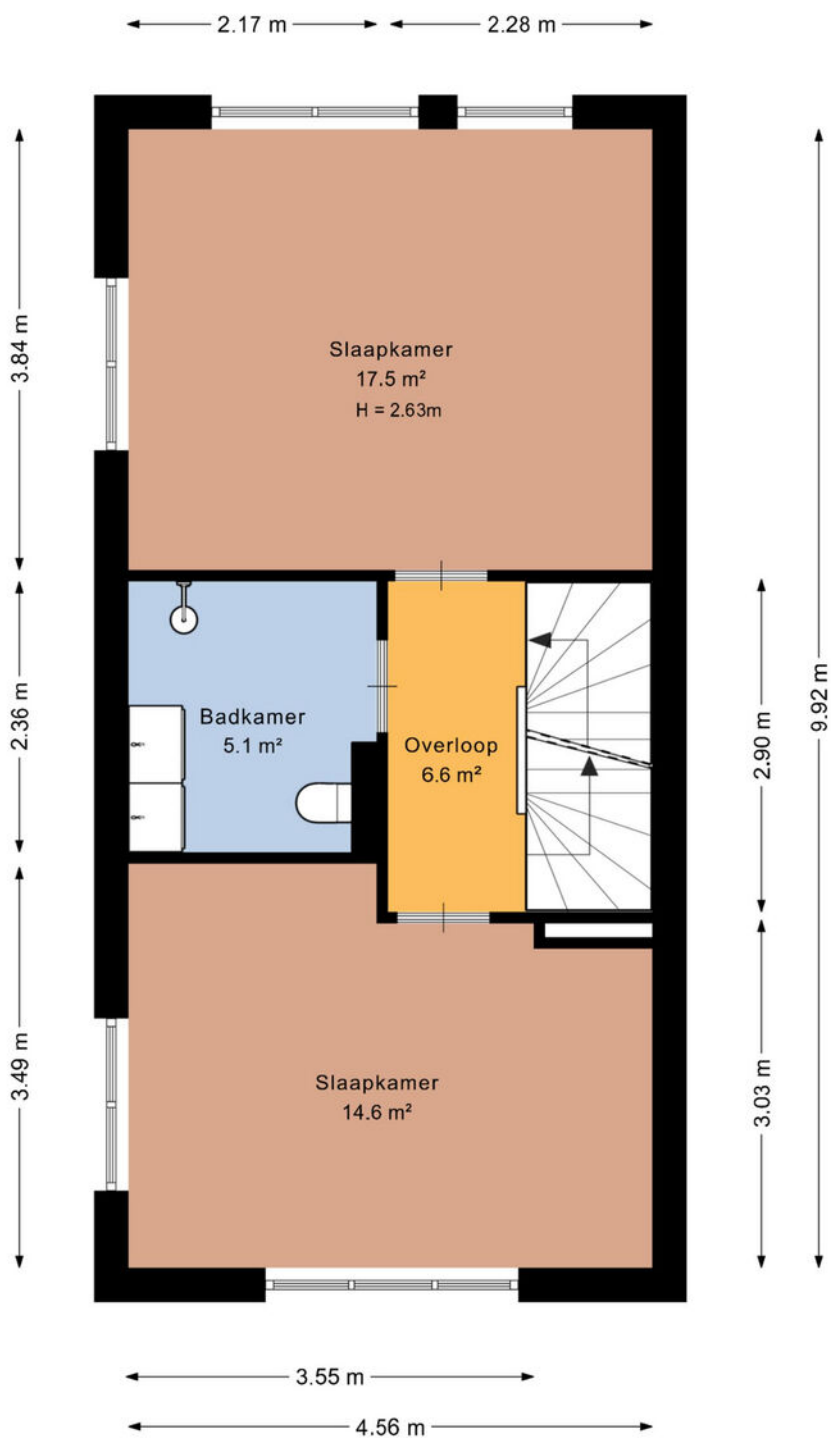 2.17 m
2.28 m
3.84 m
2.36 m
3.49 m
9.92 m
2.90 m
3.03 m
Slaapkamer
17.5 m²
H = 2.63m
Badkamer
5.1 m²
Overloop
6.6 m²
Slaapkamer
14.6 m²
3.55 m
4.56 m